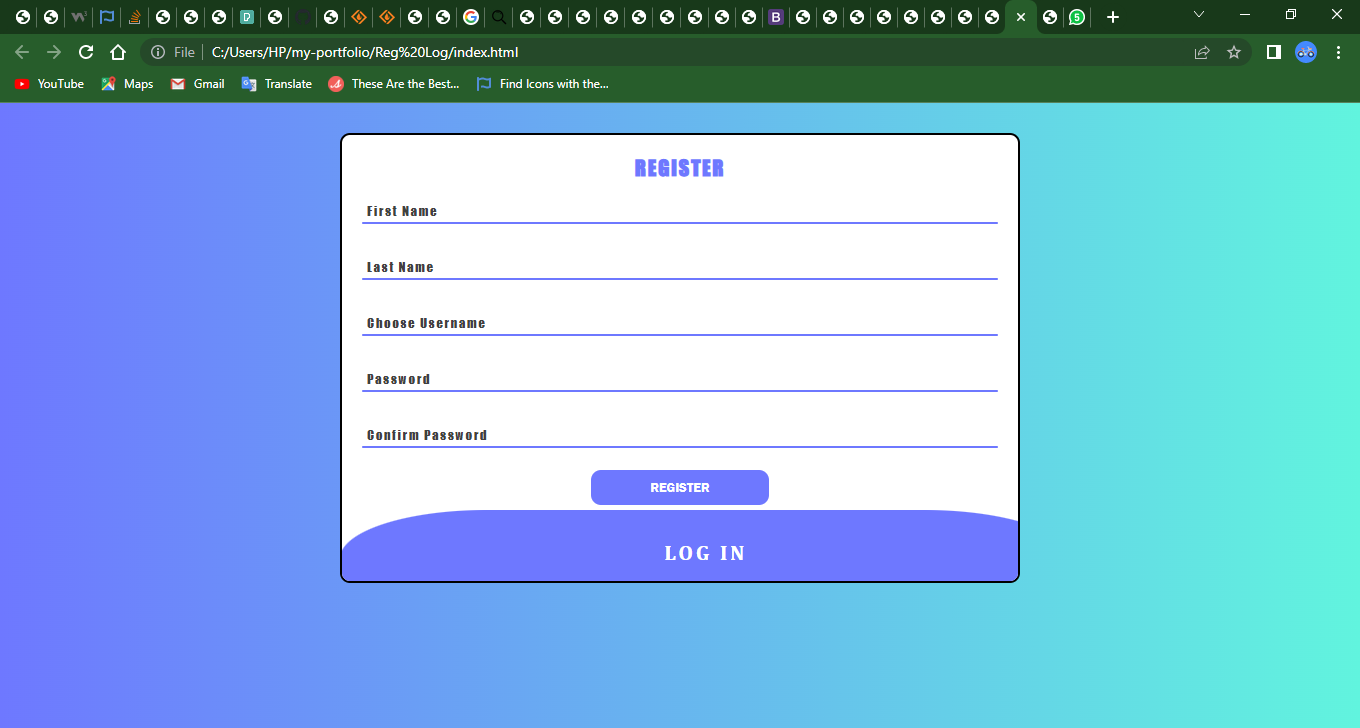 B
5
File
C:/Users/HP/my-portfolio/Reg%20Log/index.html
YouTube
Maps
Gmail
Translate
These Are the Best...
Find Icons with the...
REGISTER
First Name
Last Name
Choose Username
Password
Confirm Password
REGISTER
LOG IN